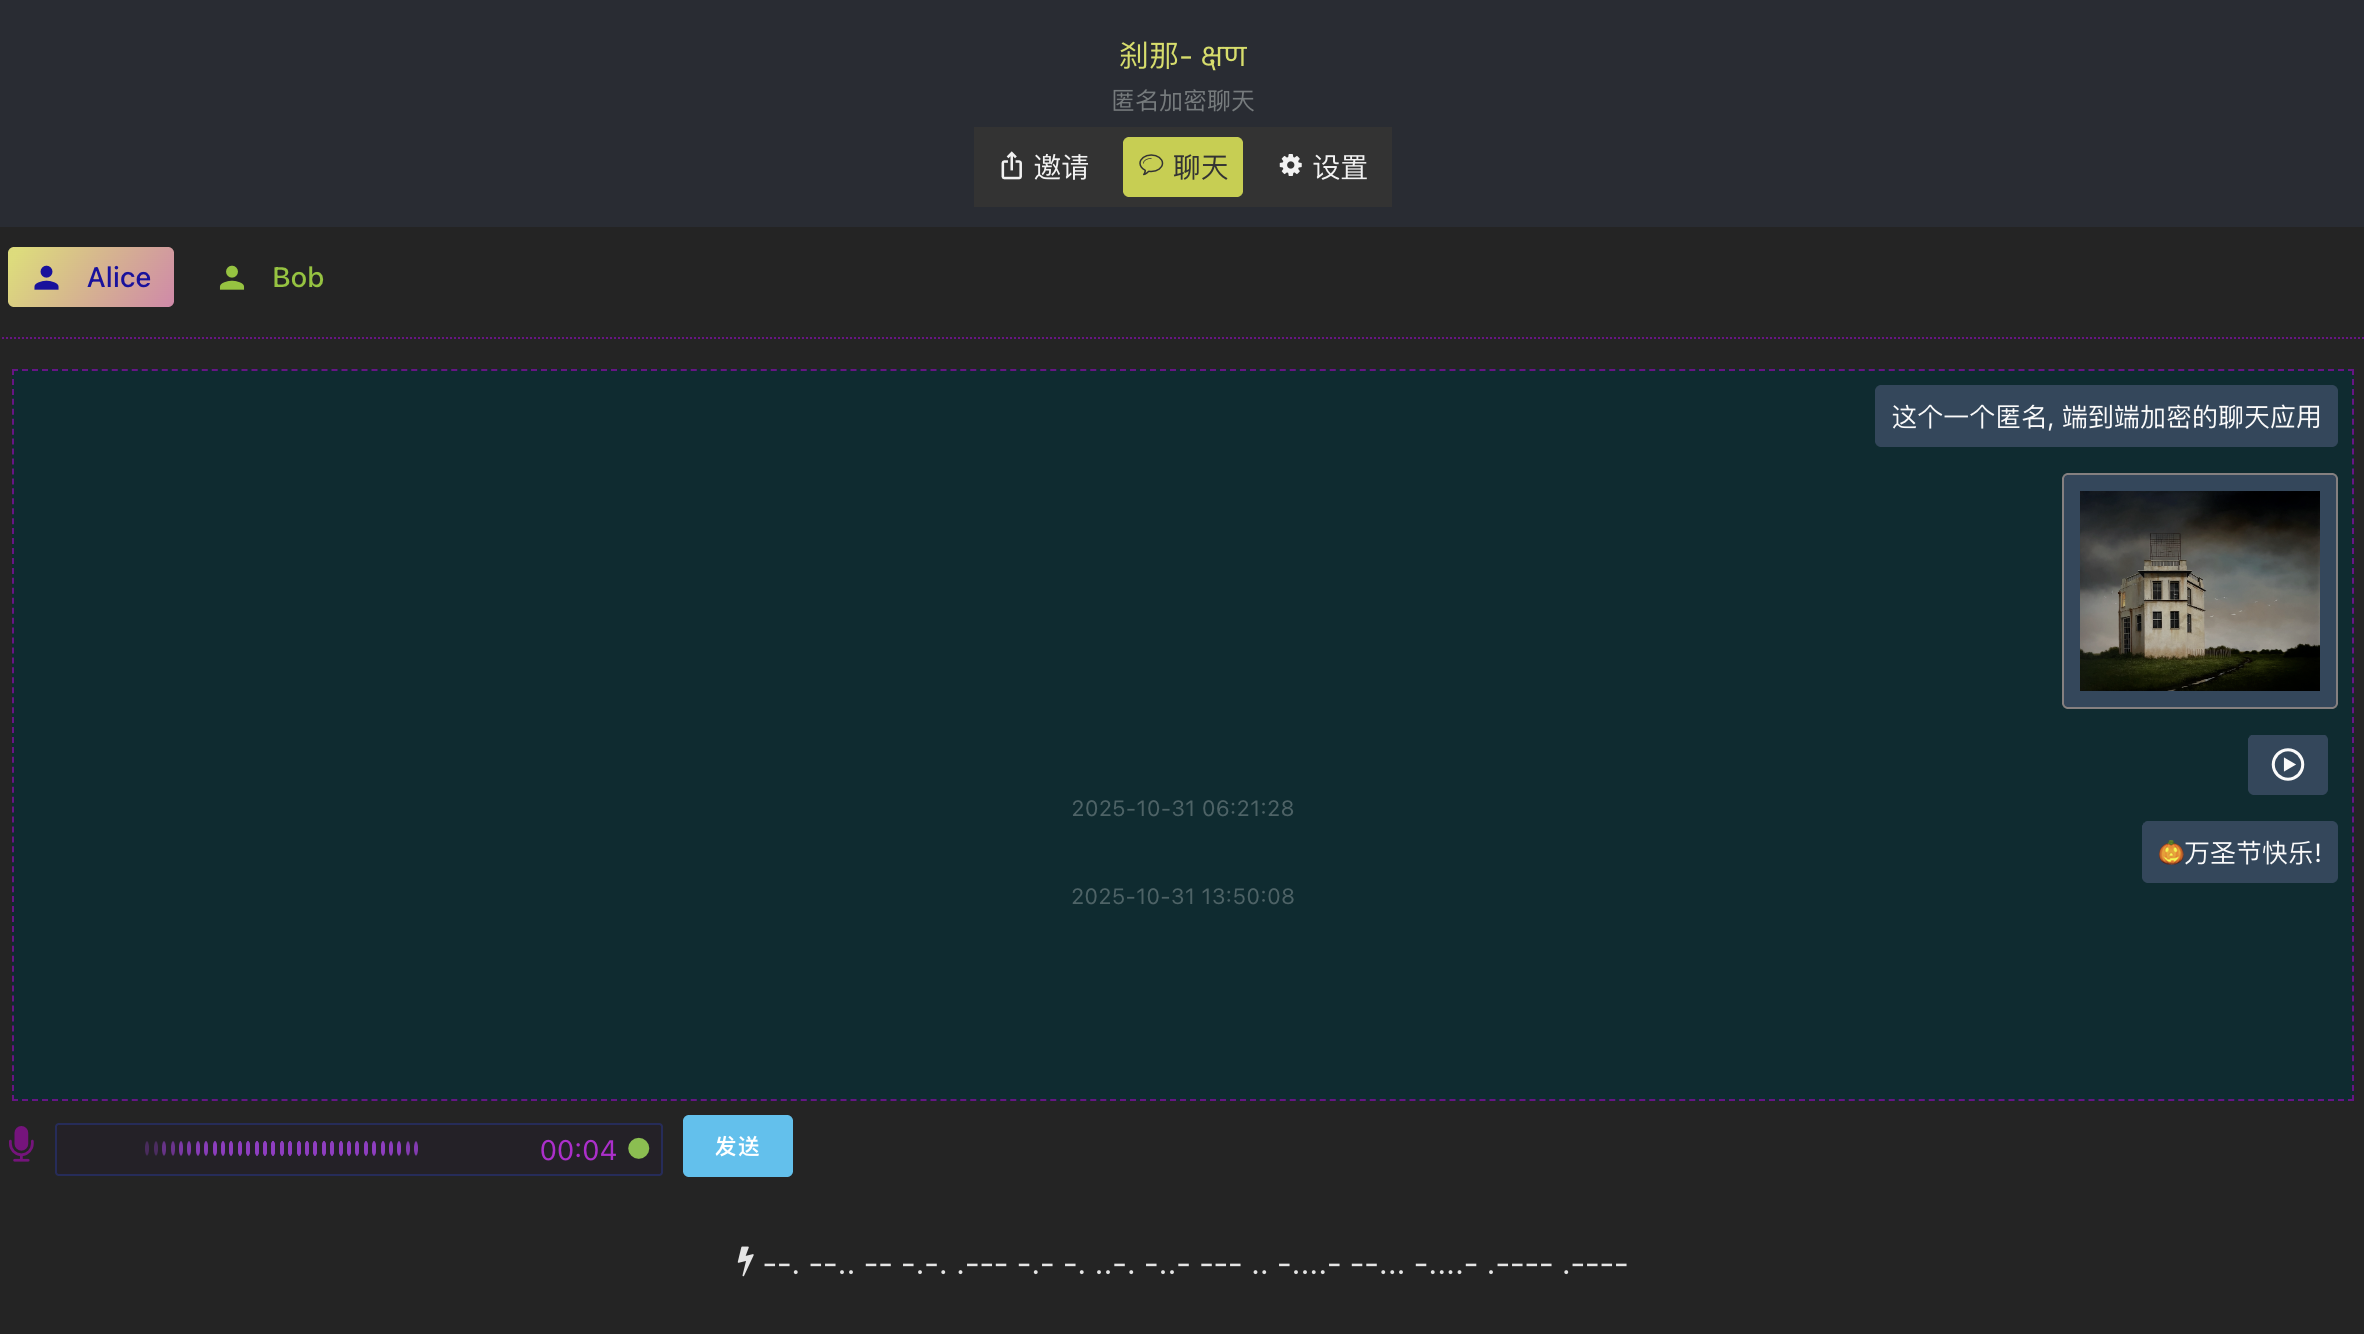 刹那- क्षण
匿名加密聊天
邀请 聊天 设置
Alice Bob
这个一个匿名, 端到端加密的聊天应用
2025-10-31 06:21:28
🎃万圣节快乐!
2025-10-31 13:50:08
00:04 发送
--. --.. -- -.-. .--- -.- -. ..-. -..- --- .. -....- --... -....- .---- .----